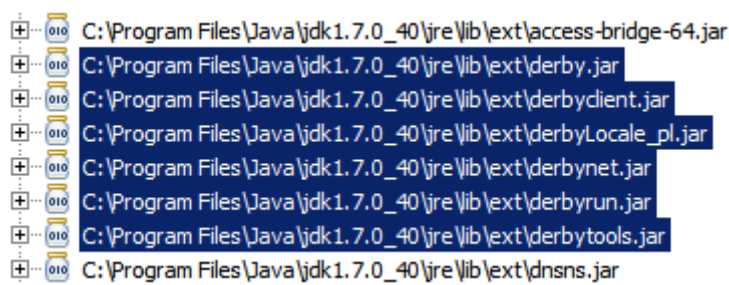 C:\Program Files\Java\jdk1.7.0_40\jre\lib\ext\access-bridge-64.jar
C:\Program Files\Java\jdk1.7.0_40\jre\lib\ext\derby.jar
C:\Program Files\Java\jdk1.7.0_40\jre\lib\ext\derbyclient.jar
C:\Program Files\Java\jdk1.7.0_40\jre\lib\ext\derbyLocale_pl.jar
C:\Program Files\Java\jdk1.7.0_40\jre\lib\ext\derbynet.jar
C:\Program Files\Java\jdk1.7.0_40\jre\lib\ext\derbyrun.jar
C:\Program Files\Java\jdk1.7.0_40\jre\lib\ext\derbytools.jar
C:\Program Files\Java\jdk1.7.0_40\jre\lib\ext\dnsns.jar